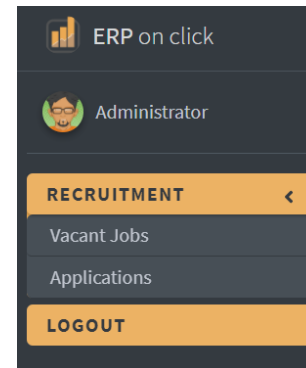 ERP on click
Administrator
RECRUITMENT
Vacant Jobs
Applications
LOGOUT